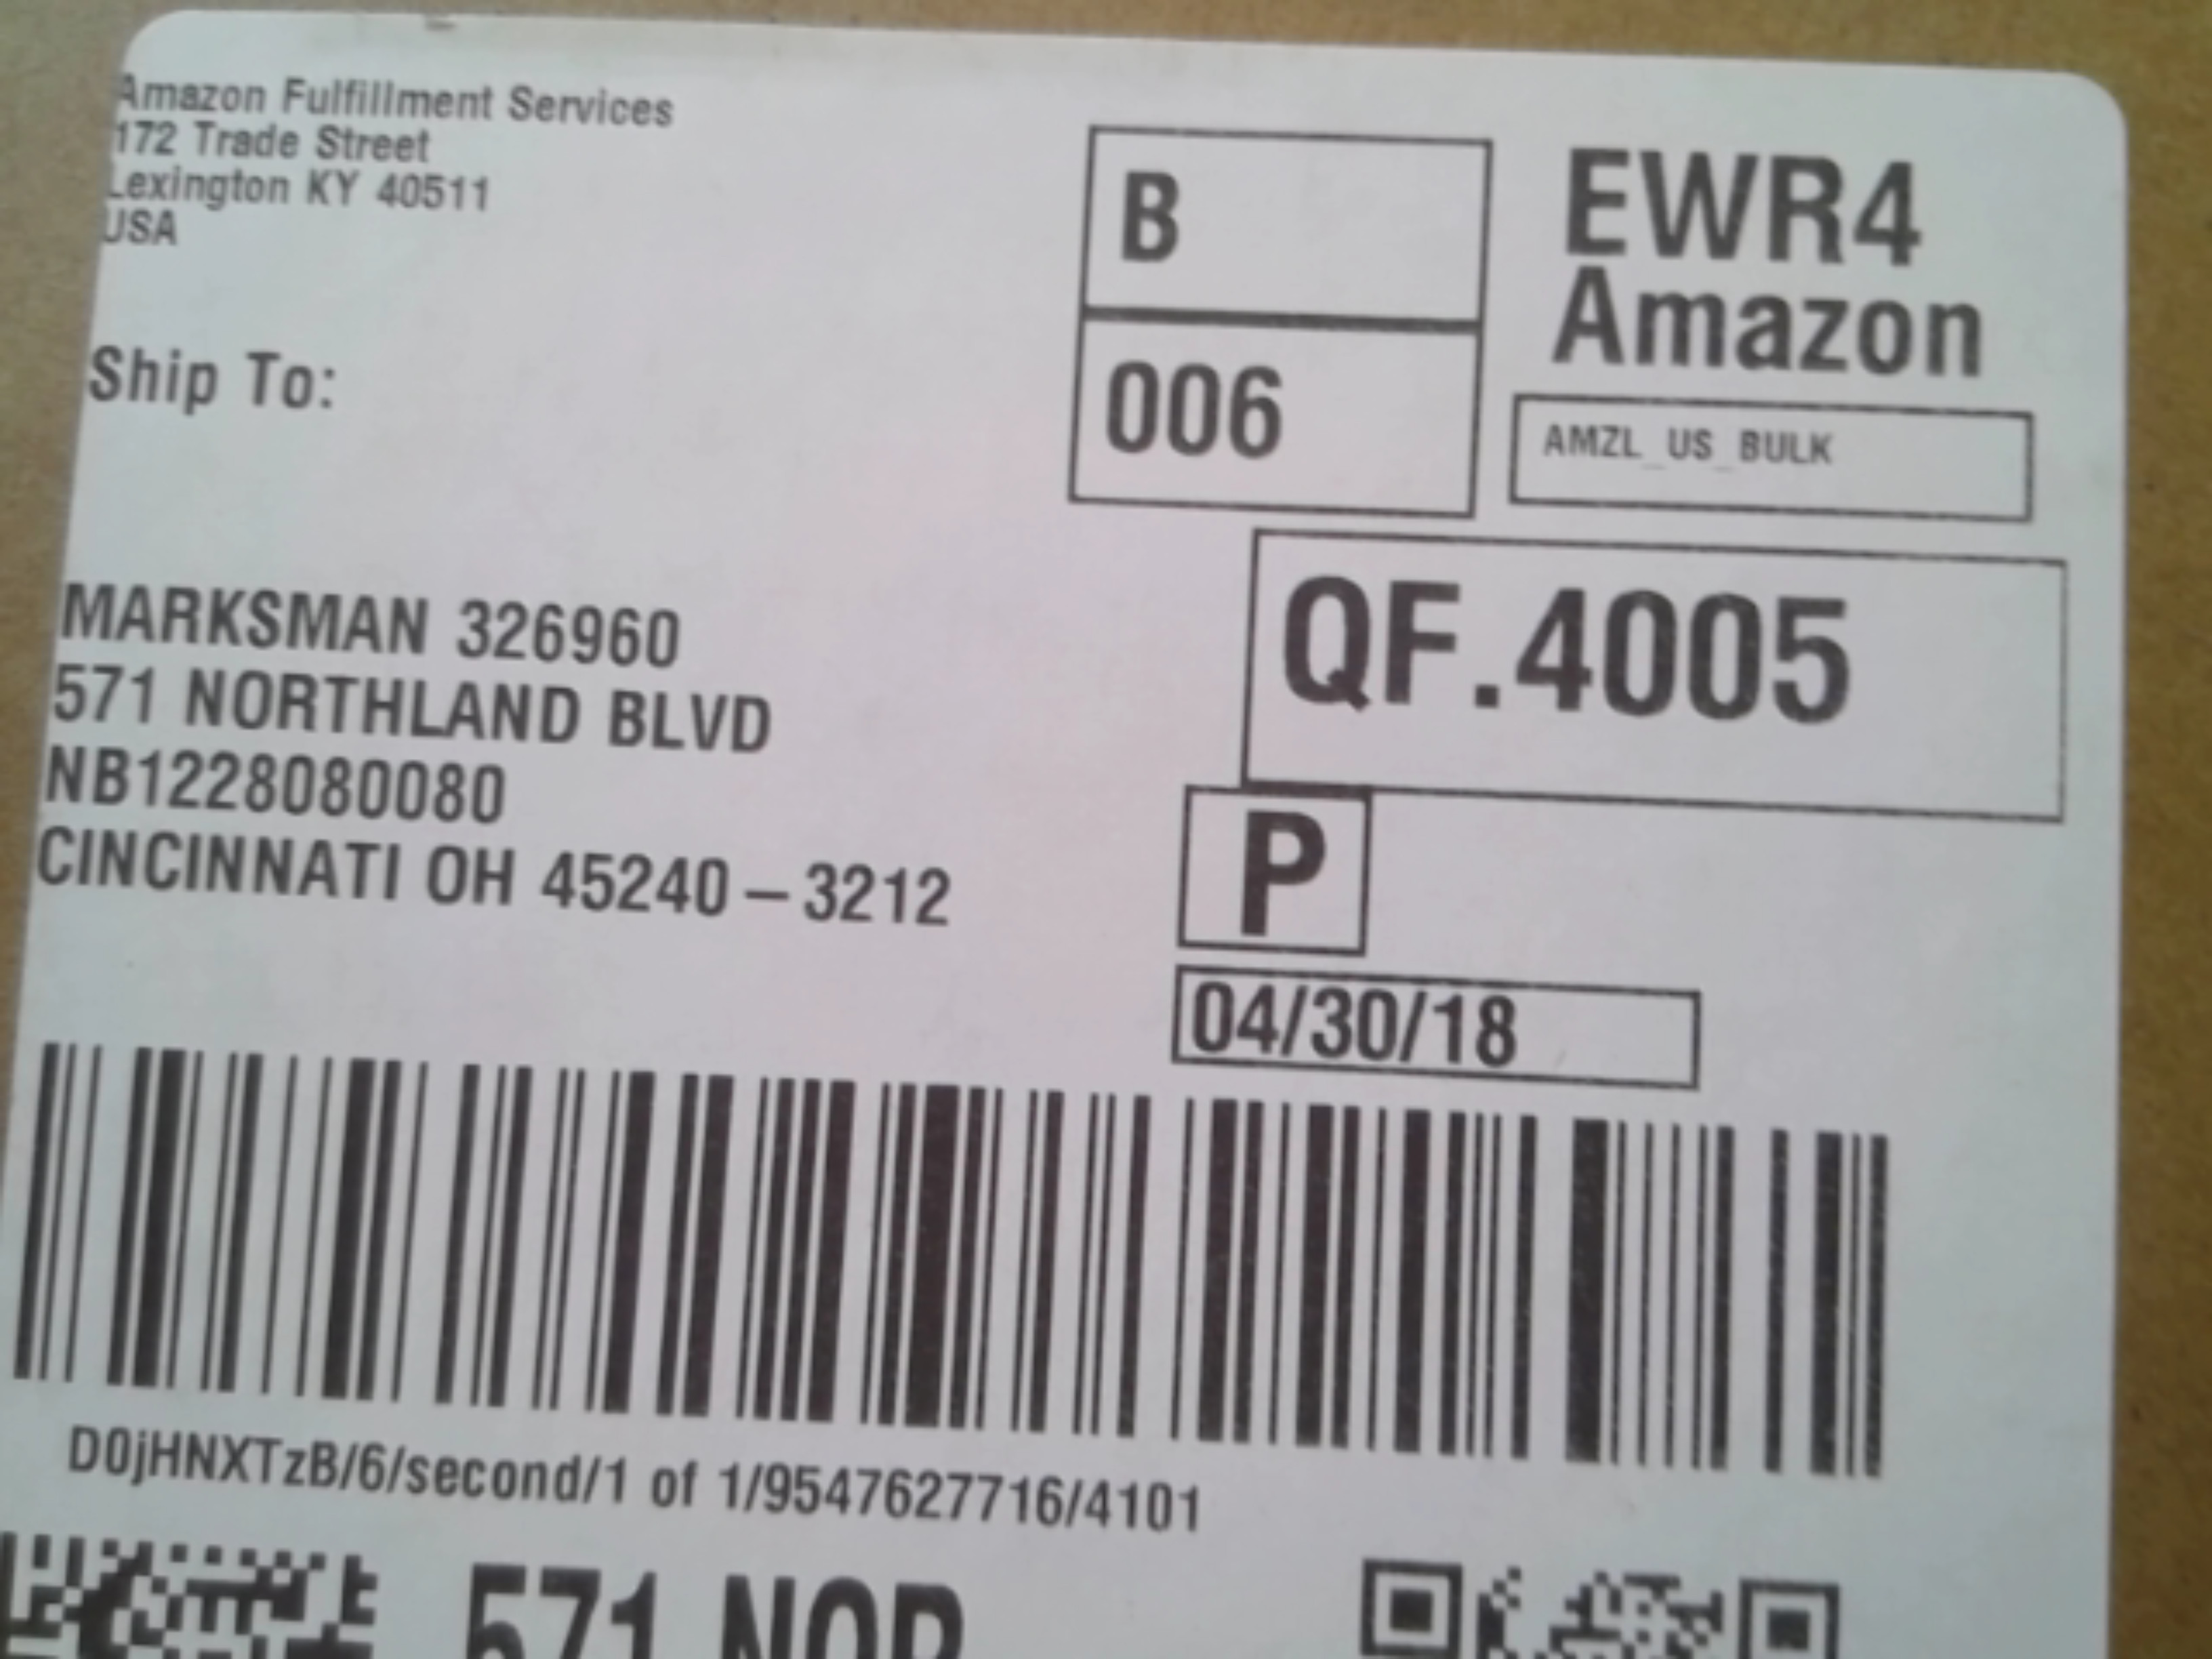 Amazon Fulfillment Services
172 Trade Street
Lexington KY 40511
USA
Ship To:
MARKSMAN 326960
571 NORTHLAND BLVD
NB1228080080
CINCINNATI OH 45240-3212
B
006
EWR4
Amazon
AMZL_US_BULK
QF.4005
P
04/30/18
D0jHNXTzB/6/second/1 of 1/9547627716/4101
571 NOR